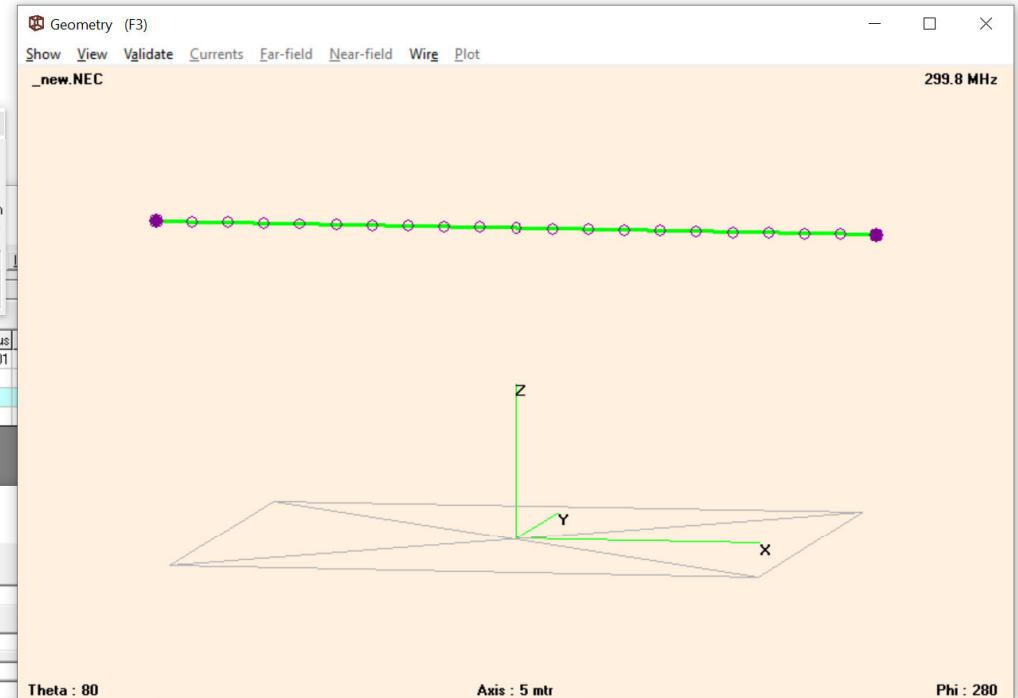 Geometry (F3)
Show View Validate Currents Far-field Near-field Wire Plot
_new.NEC 299.8 MHz
Z
Y
X
Theta : 80 Axis : 5 mtr Phi : 280